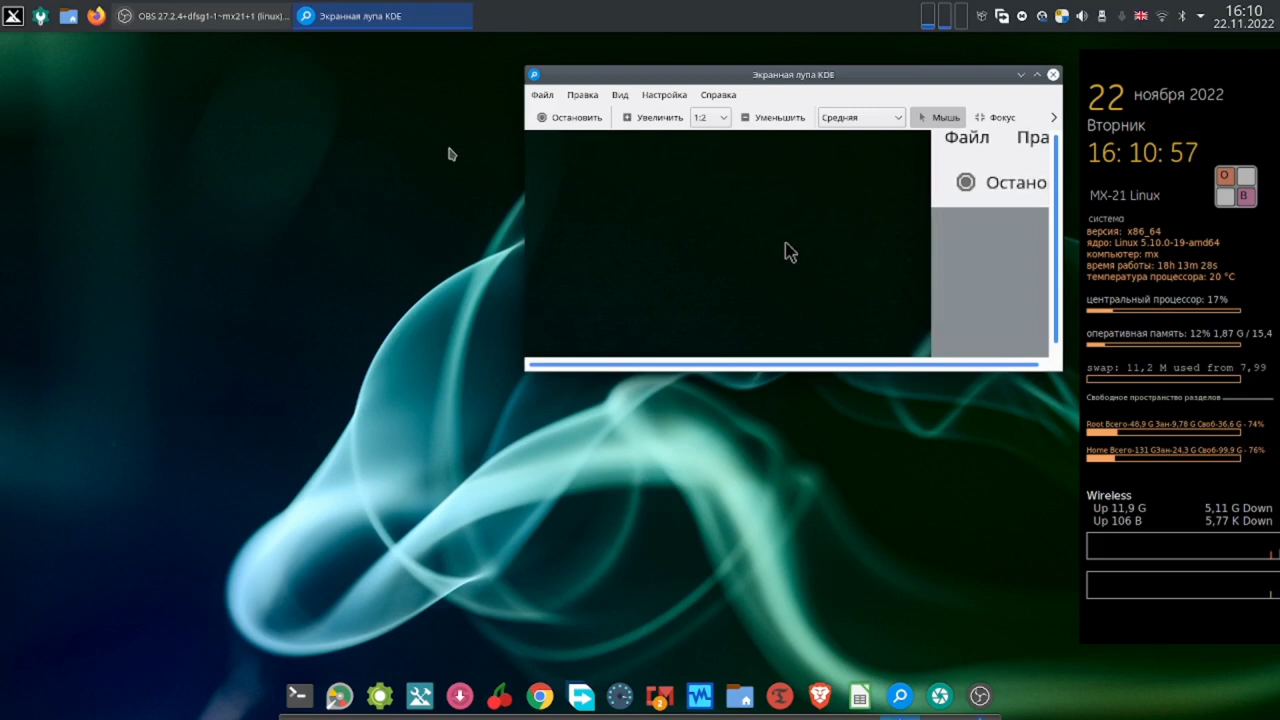 OBS 27.2.4+dfsg1-1~mx21+1 (linux)...
Экранная лупа KDE
16:10
22.11.2022
Экранная лупа KDE
Файл Правка Вид Настройка Справка
Остановить Увеличить 1:2 Уменьшить Средняя Мышь Фокус
Файл Пра
Остано
22 ноября 2022
Вторник
16: 10: 57
O
B
MX-21 Linux
система
версия: x86_64
ядро: Linux 5.10.0-19-amd64
компьютер: mx
время работы: 18h 13m 28s
температура процессора: 20 °C
центральный процессор: 17%
оперативная память: 12% 1,87 G / 15,4
swap: 11,2 M used from 7,99
Свободное пространство разделов
Root Всего-48,9 G Зан-9,78 G Своб-36,6 G - 74%
Home Всего-131 GЗан-24,3 G Своб-99,9 G - 76%
Wireless
Up 11,9 G 5,11 G Down
Up 106 B 5,77 K Down
2